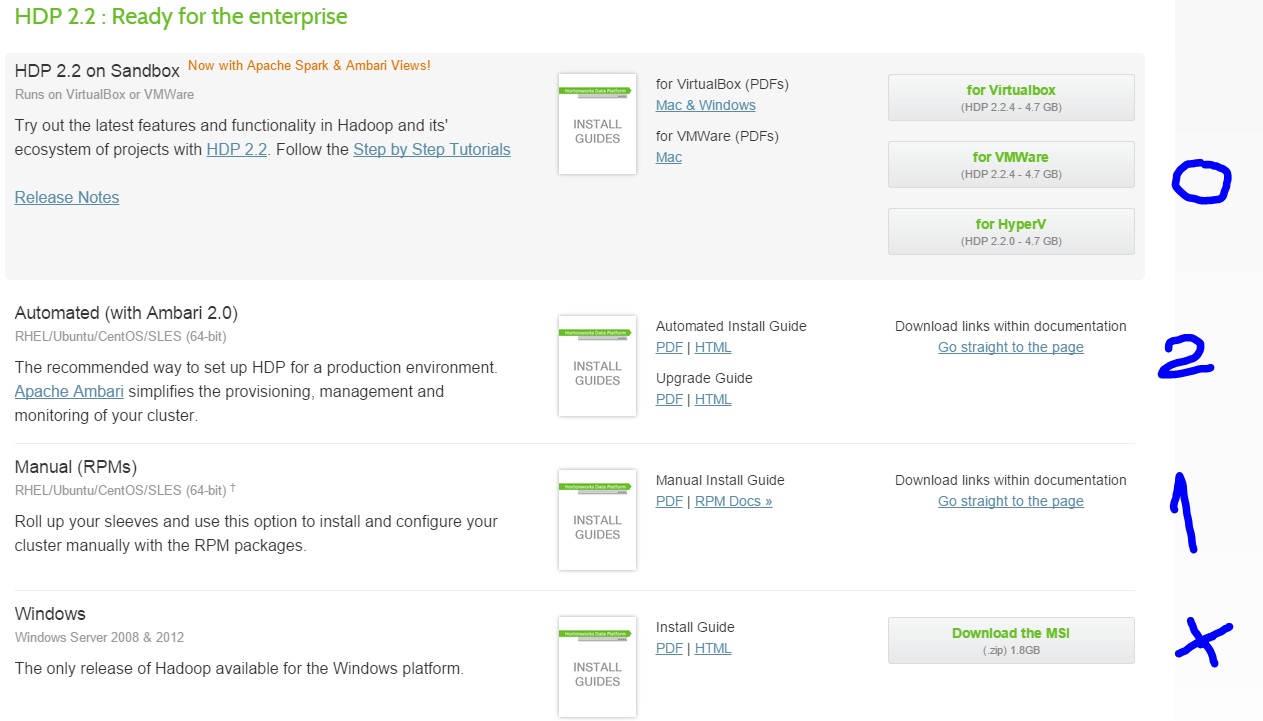 HDP 2.2 : Ready for the enterprise
HDP 2.2 on Sandbox Now with Apache Spark & Ambari Views!
Runs on VirtualBox or VMWare
Try out the latest features and functionality in Hadoop and its'
ecosystem of projects with HDP 2.2. Follow the Step by Step Tutorials
Release Notes
Hortonworks Data Platform
INSTALL
GUIDES
for VirtualBox (PDFs)
Mac & Windows
for VMWare (PDFs)
Mac
for Virtualbox
(HDP 2.2.4 - 4.7 GB)
for VMWare
(HDP 2.2.4 - 4.7 GB)
for HyperV
(HDP 2.2.0 - 4.7 GB)
0
Automated (with Ambari 2.0)
RHEL/Ubuntu/CentOS/SLES (64-bit)
The recommended way to set up HDP for a production environment.
Apache Ambari simplifies the provisioning, management and
monitoring of your cluster.
Hortonworks Data Platform
INSTALL
GUIDES
Automated Install Guide
PDF | HTML
Upgrade Guide
PDF | HTML
Download links within documentation
Go straight to the page
2
Manual (RPMs)
RHEL/Ubuntu/CentOS/SLES (64-bit) †
Roll up your sleeves and use this option to install and configure your
cluster manually with the RPM packages.
Hortonworks Data Platform
INSTALL
GUIDES
Manual Install Guide
PDF | RPM Docs »
Download links within documentation
Go straight to the page
1
Windows
Windows Server 2008 & 2012
The only release of Hadoop available for the Windows platform.
Hortonworks Data Platform
INSTALL
GUIDES
Install Guide
PDF | HTML
Download the MSI
(.zip) 1.8GB
x